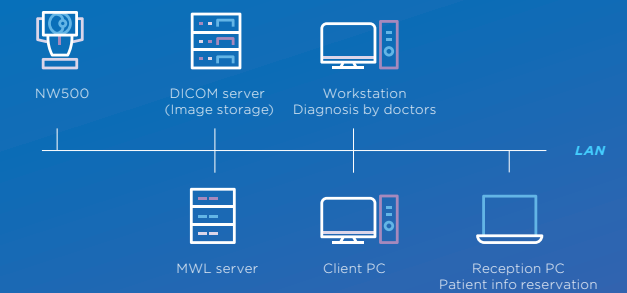 NW500
DICOM server
(Image storage)
Workstation
Diagnosis by doctors
LAN
MWL server
Client PC
Reception PC
Patient info reservation